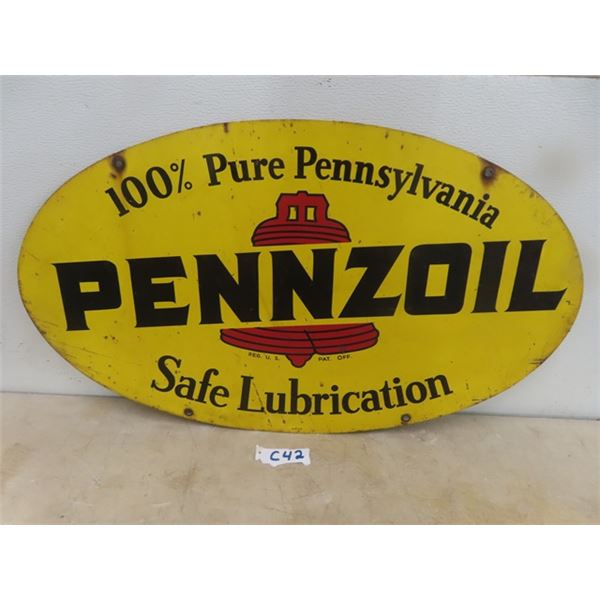 100% Pure Pennsylvania
PENNZOIL
REG. U.S. PAT. OFF.
Safe Lubrication
C42